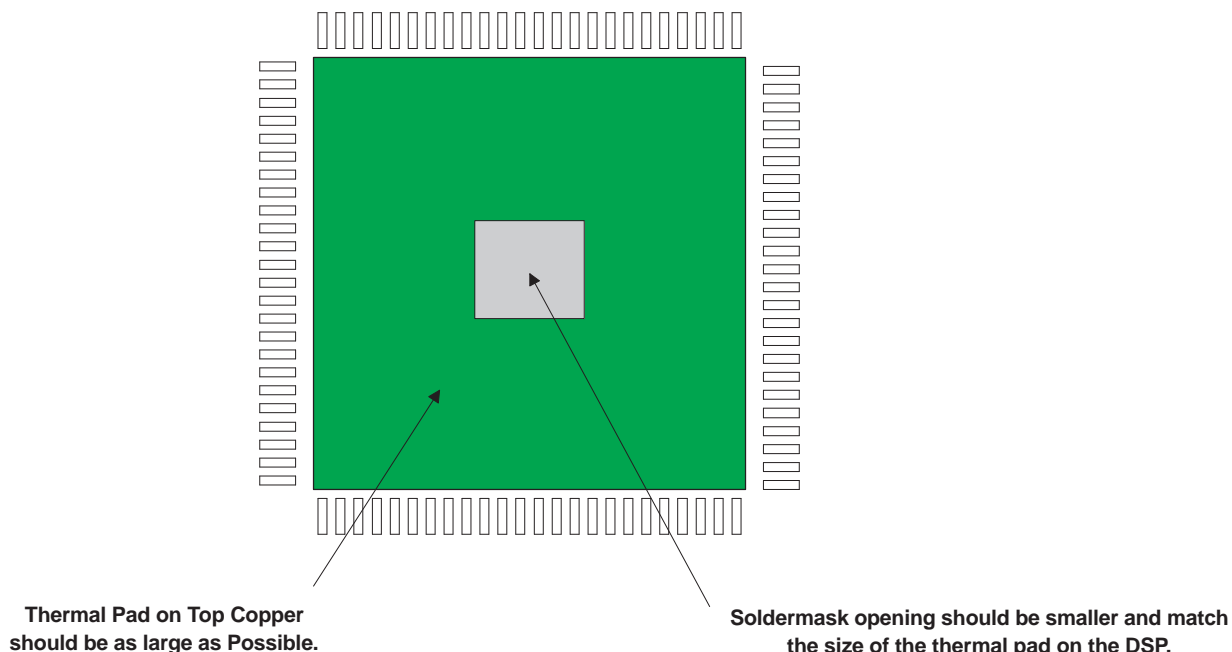 Thermal Pad on Top Copper
should be as large as Possible.
Soldermask opening should be smaller and match
the size of the thermal pad on the DSP.